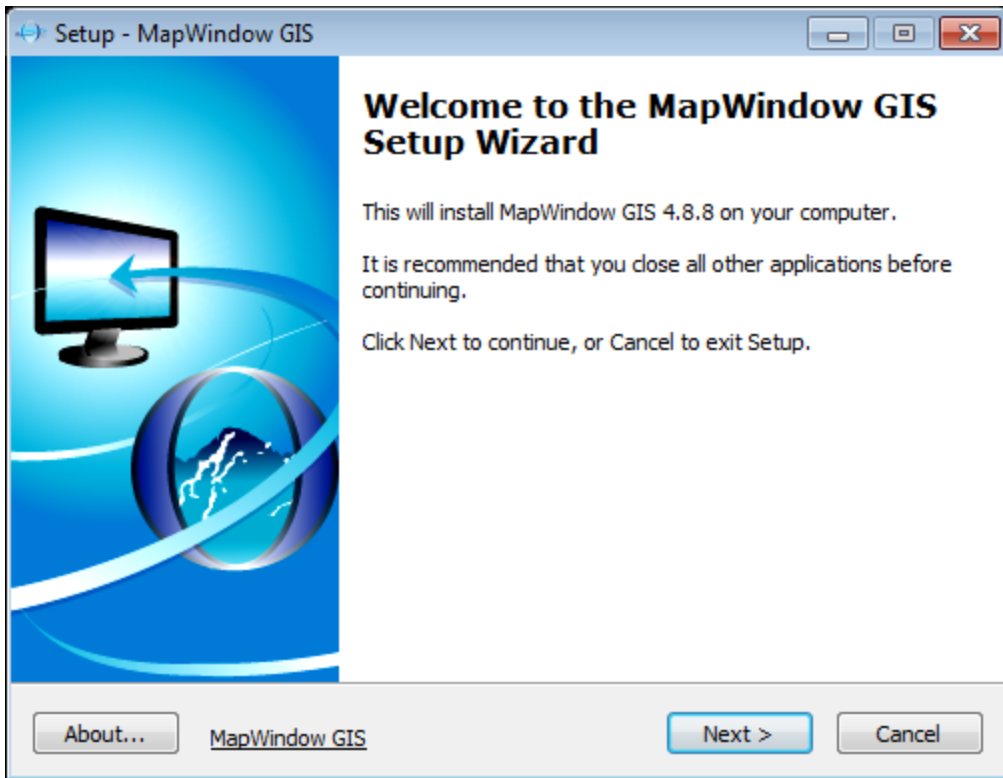 Setup - MapWindow GIS
Welcome to the MapWindow GIS
Setup Wizard
This will install MapWindow GIS 4.8.8 on your computer.
It is recommended that you close all other applications before
continuing.
Click Next to continue, or Cancel to exit Setup.
About...
MapWindow GIS
Next >
Cancel